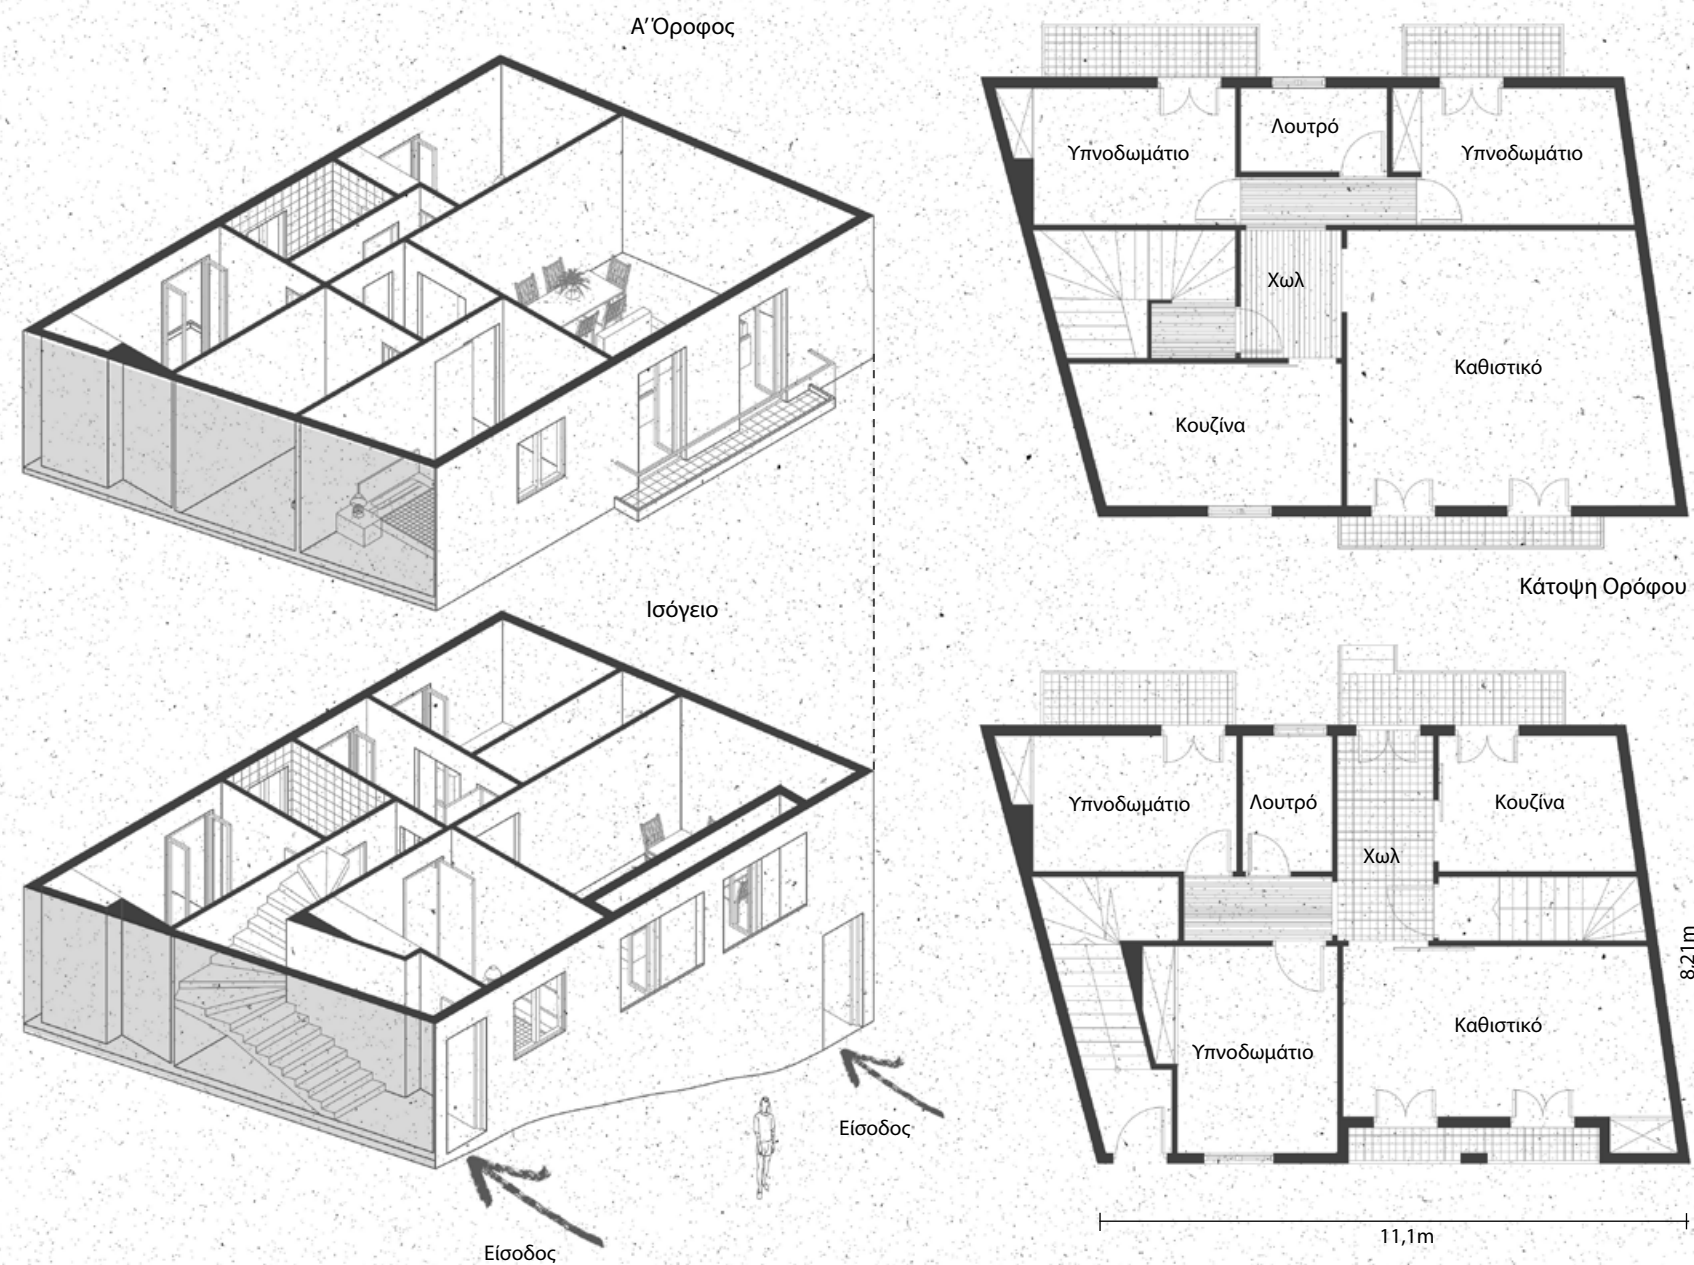 Α’ Όροφος
Υπνοδωμάτιο
Λουτρό
Υπνοδωμάτιο
Χωλ
Καθιστικό
Κουζίνα
Κάτοψη Ορόφου
Ισόγειο
Υπνοδωμάτιο
Λουτρό
Χωλ
Κουζίνα
Υπνοδωμάτιο
Καθιστικό
8,21m
11,1m
Είσοδος
Είσοδος